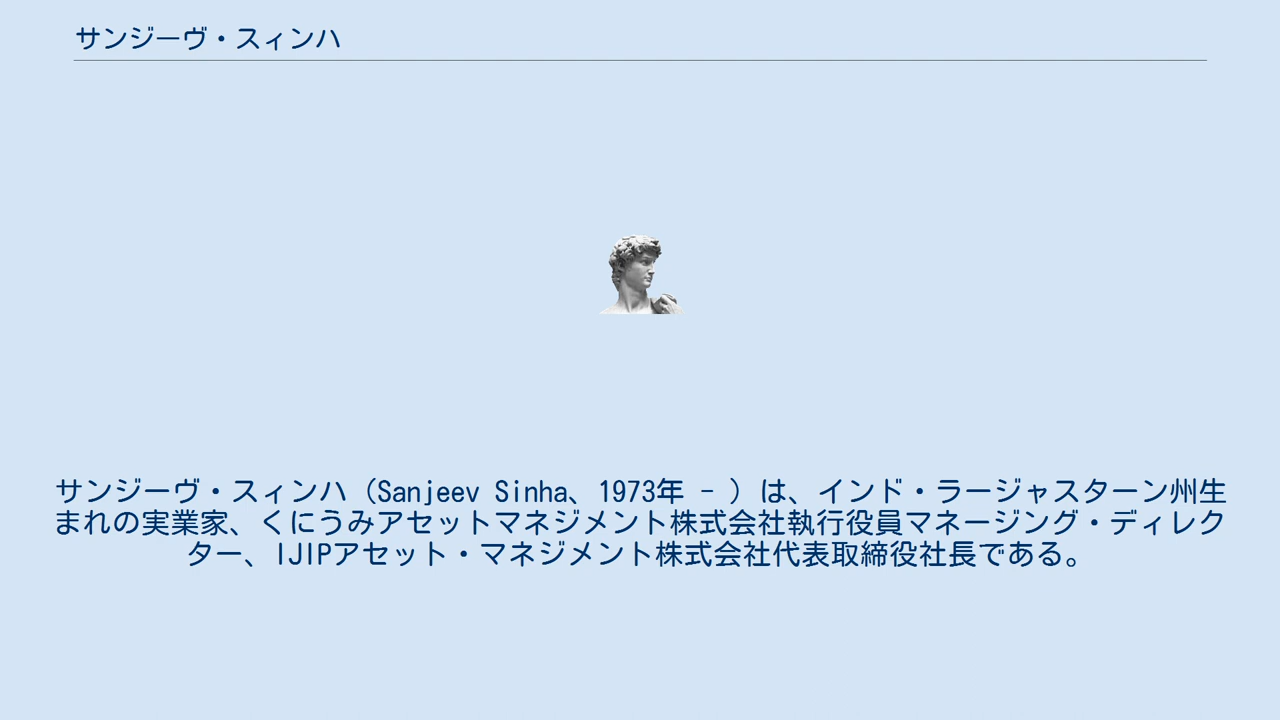 サンジーヴ・スィンハ
サンジーヴ・スィンハ（Sanjeev Sinha、1973年 - ）は、インド・ラージャスターン州生
まれの実業家、くにうみアセットマネジメント株式会社執行役員マネージング・ディレク
ター、IJIPアセット・マネジメント株式会社代表取締役社長である。